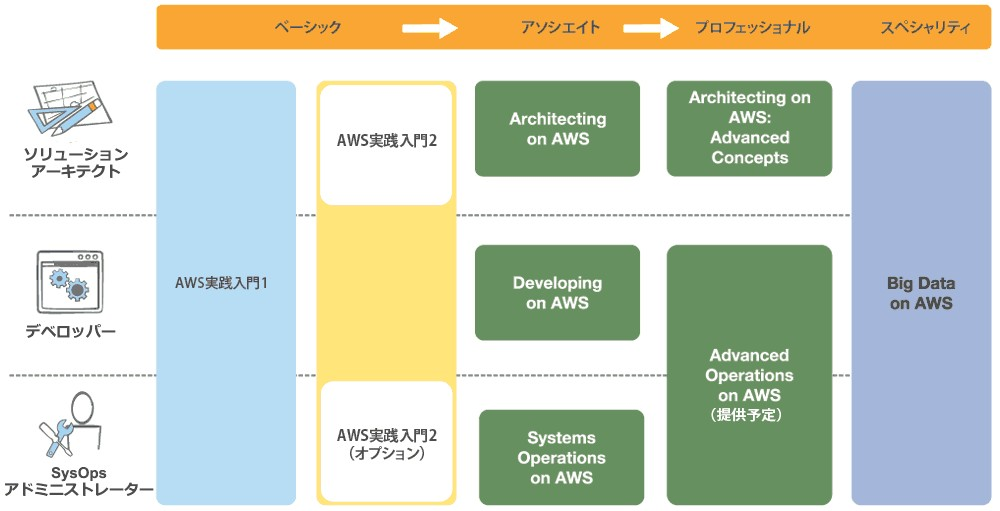 ベーシック
アソシエイト
プロフェッショナル
スペシャリティ
ソリューション
アーキテクト
AWS実践入門2
Architecting
on AWS
Architecting on
AWS:
Advanced
Concepts
デベロッパー
AWS実践入門1
Developing
on AWS
Big Data
on AWS
Advanced
Operations
on AWS
（提供予定）
SysOps
アドミニストレーター
AWS実践入門2
（オプション）
Systems
Operations
on AWS